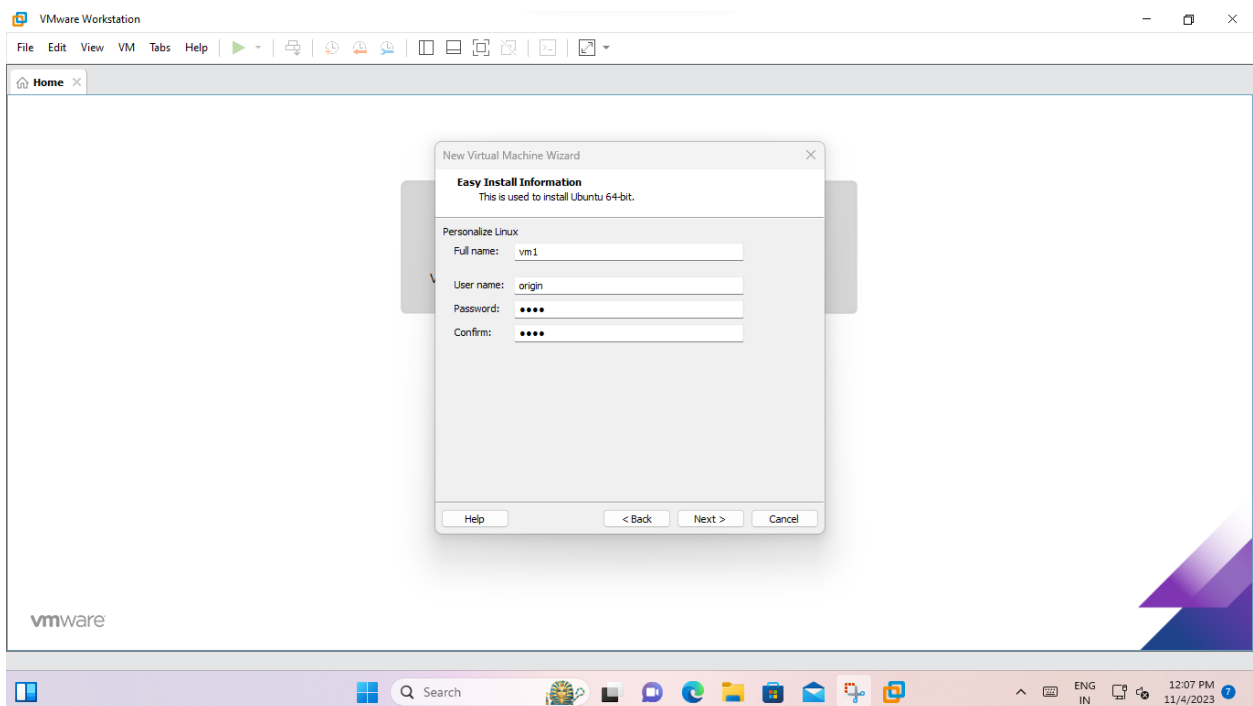 VMware Workstation
File Edit View VM Tabs Help
Home
New Virtual Machine Wizard
Easy Install Information
This is used to install Ubuntu 64-bit.
Personalize Linux
Full name: vm1
User name: origin
Password: ●●●●
Confirm: ●●●●
Help < Back Next > Cancel
vmware
Search
ENG
IN
12:07 PM
11/4/2023
7